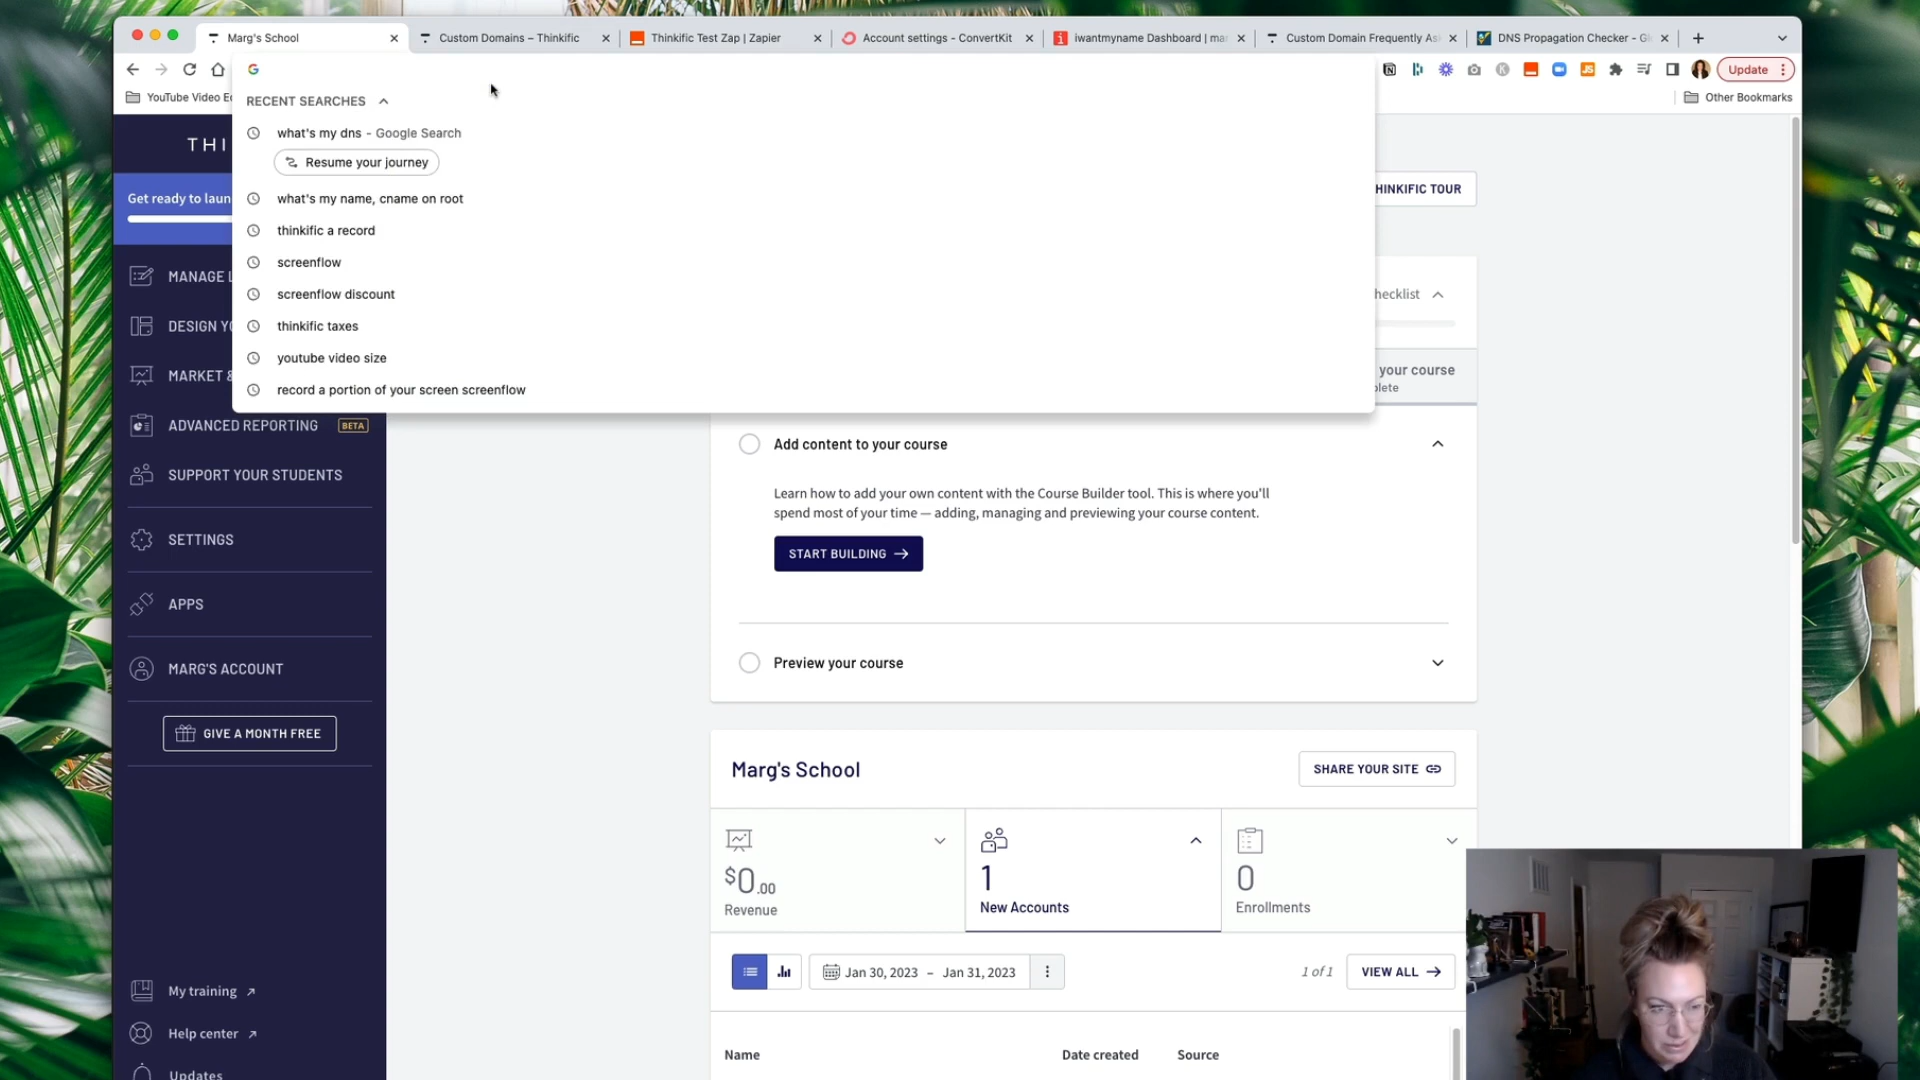 Marg's School
Custom Domains – Thinkific
Thinkific Test Zap | Zapier
Account settings - ConvertKit
iwantmyname Dashboard | ma
Custom Domain Frequently As
DNS Propagation Checker - Gl
Update
YouTube Video E
Other Bookmarks
RECENT SEARCHES
what's my dns - Google Search
Resume your journey
what's my name, cname on root
thinkific a record
screenflow
screenflow discount
thinkific taxes
youtube video size
record a portion of your screen screenflow
THI
Get ready to laun
MANAGE L
DESIGN YO
MARKET &
ADVANCED REPORTING BETA
SUPPORT YOUR STUDENTS
SETTINGS
APPS
MARG'S ACCOUNT
GIVE A MONTH FREE
My training
Help center
Updates
HINKIFIC TOUR
hecklist
your course
plete
Add content to your course
Learn how to add your own content with the Course Builder tool. This is where you'll
spend most of your time — adding, managing and previewing your course content.
START BUILDING
Preview your course
Marg's School
SHARE YOUR SITE
$0.00
Revenue
1
New Accounts
0
Enrollments
Jan 30, 2023 – Jan 31, 2023
1 of 1
VIEW ALL
Name
Date created
Source